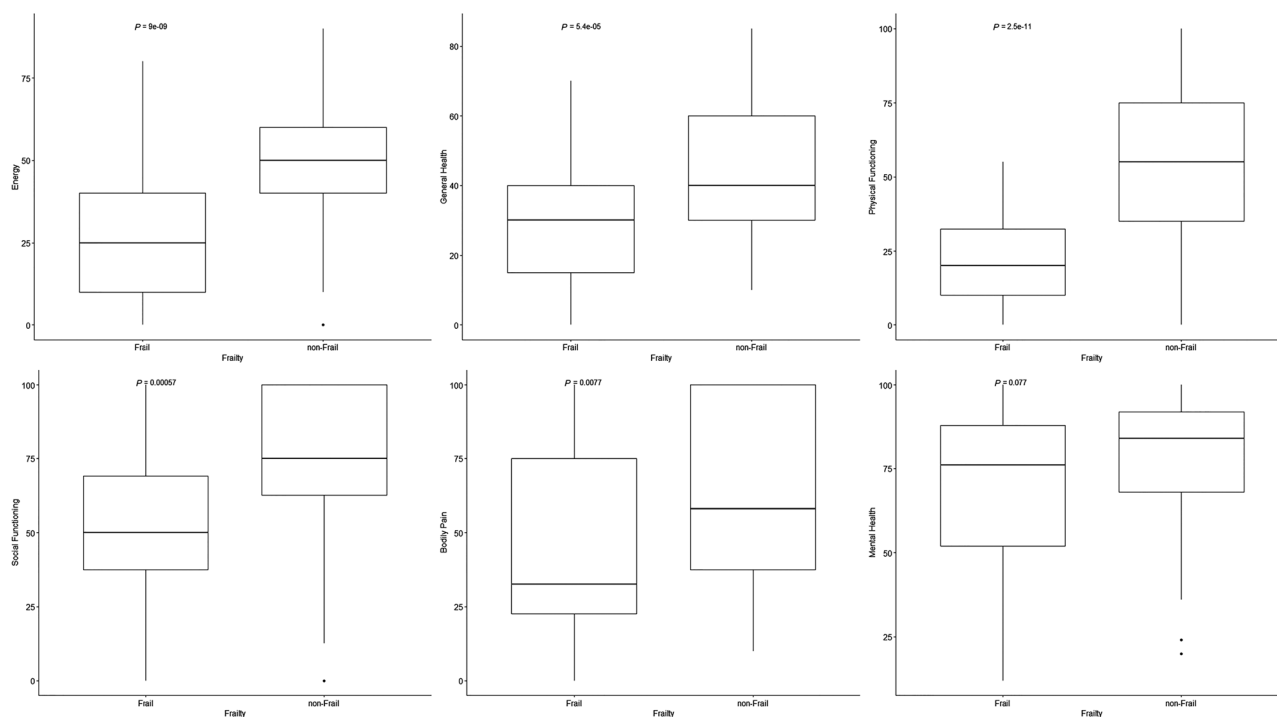 P = 9e-09
Energy
75
50
25
0
Frail
non-Frail
Frailty
P = 5.4e-05
General Health
80
60
40
20
0
Frail
non-Frail
Frailty
P = 2.5e-11
Physical Functioning
100
75
50
25
0
Frail
non-Frail
Frailty
P = 0.00057
Social Functioning
100
75
50
25
0
Frail
non-Frail
Frailty
P = 0.0077
Bodily Pain
100
75
50
25
0
Frail
non-Frail
Frailty
P = 0.077
Mental Health
100
75
50
25
Frail
non-Frail
Frailty